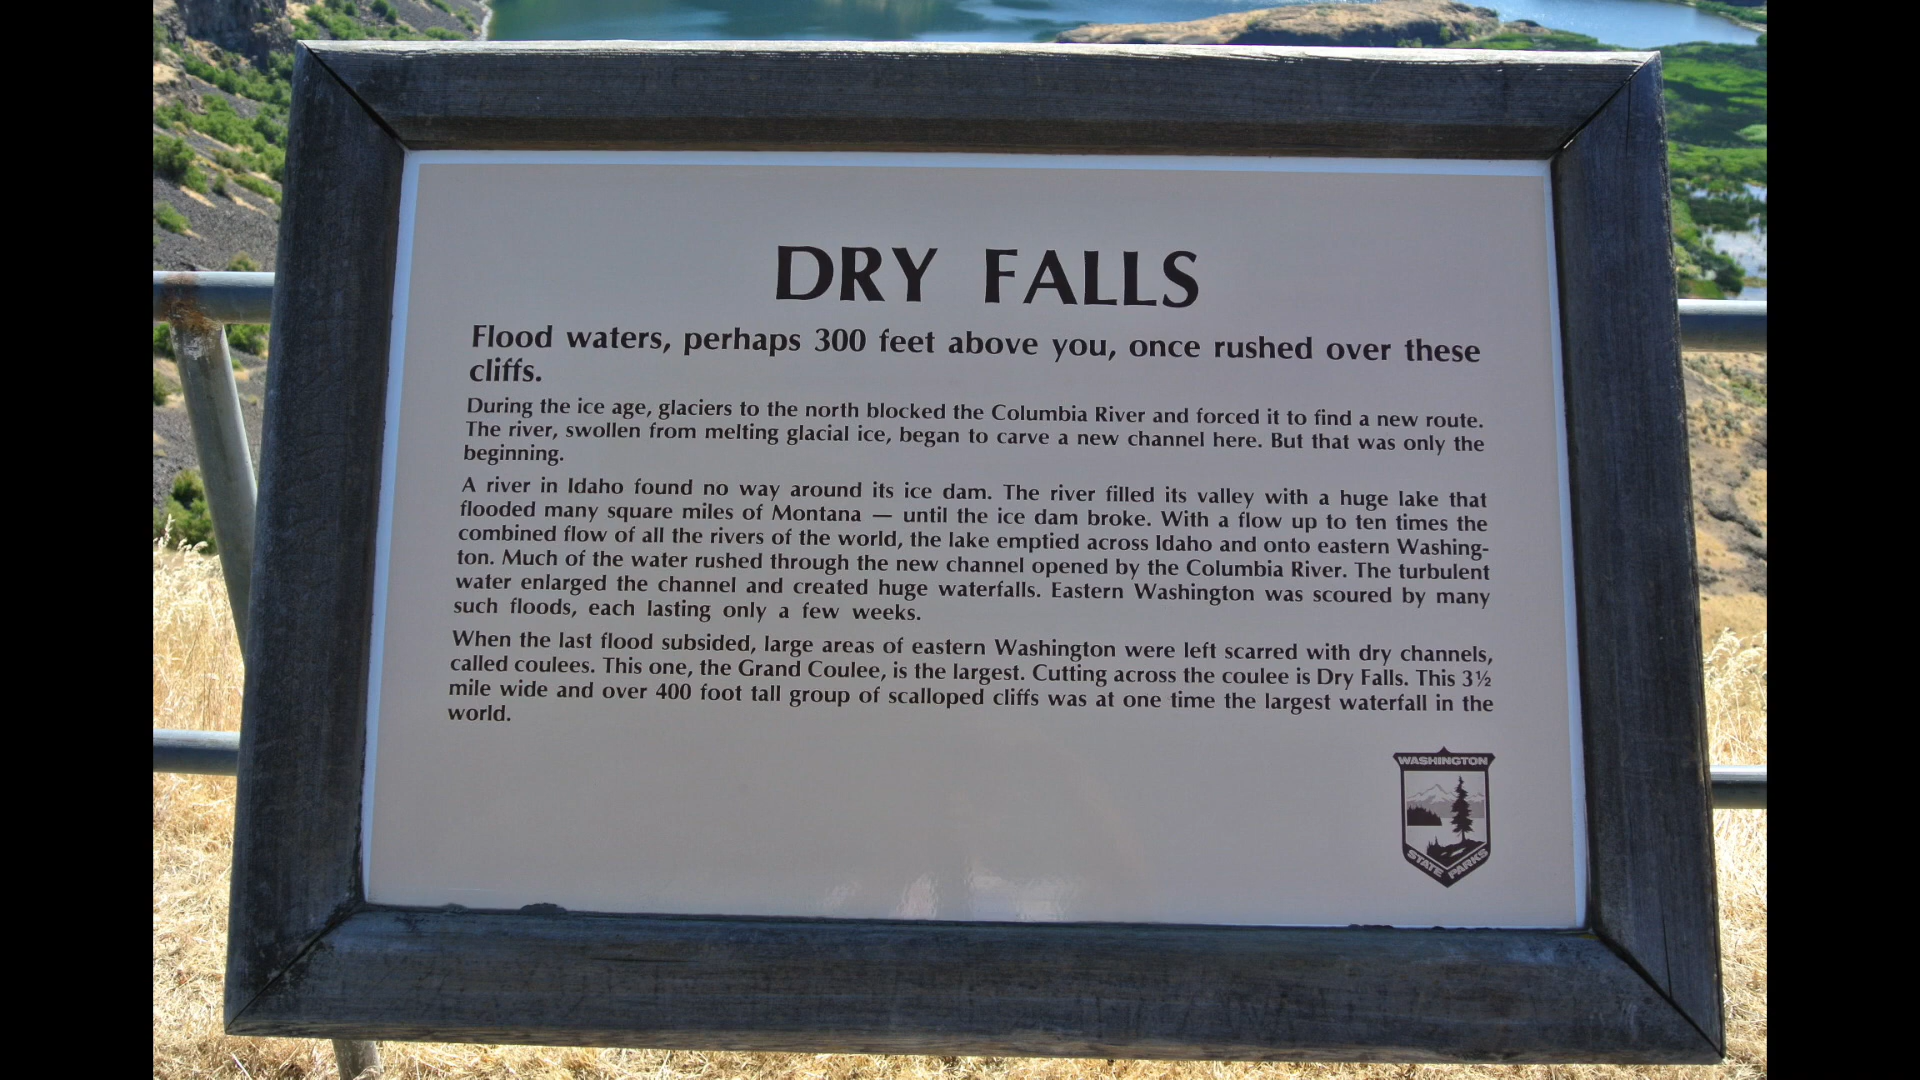 DRY FALLS
Flood waters, perhaps 300 feet above you, once rushed over these
cliffs.
During the ice age, glaciers to the north blocked the Columbia River and forced it to find a new route.
The river, swollen from melting glacial ice, began to carve a new channel here. But that was only the
beginning.
A river in Idaho found no way around its ice dam. The river filled its valley with a huge lake that
flooded many square miles of Montana — until the ice dam broke. With a flow up to ten times the
combined flow of all the rivers of the world, the lake emptied across Idaho and onto eastern Washing-
ton. Much of the water rushed through the new channel opened by the Columbia River. The turbulent
water enlarged the channel and created huge waterfalls. Eastern Washington was scoured by many
such floods, each lasting only a few weeks.
When the last flood subsided, large areas of eastern Washington were left scarred with dry channels,
called coulees. This one, the Grand Coulee, is the largest. Cutting across the coulee is Dry Falls. This 3½
mile wide and over 400 foot tall group of scalloped cliffs was at one time the largest waterfall in the
world.
WASHINGTON
STATE PARKS